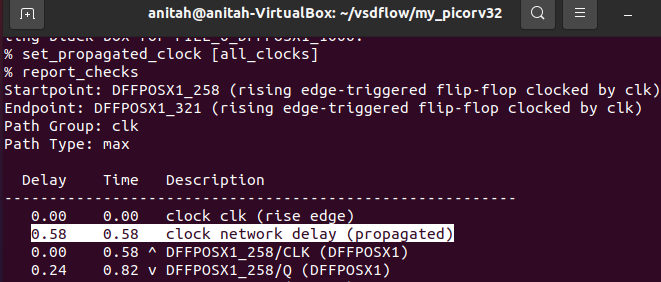 anitah@anitah-VirtualBox: ~/vsdflow/my_picorv32
% set_propagated_clock [all_clocks]
% report_checks
Startpoint: DFFPOSX1_258 (rising edge-triggered flip-flop clocked by clk)
Endpoint: DFFPOSX1_321 (rising edge-triggered flip-flop clocked by clk)
Path Group: clk
Path Type: max
Delay Time Description
-----------------------------------------------------------
0.00 0.00 clock clk (rise edge)
0.58 0.58 clock network delay (propagated)
0.00 0.58 ^ DFFPOSX1_258/CLK (DFFPOSX1)
0.24 0.82 v DFFPOSX1_258/Q (DFFPOSX1)